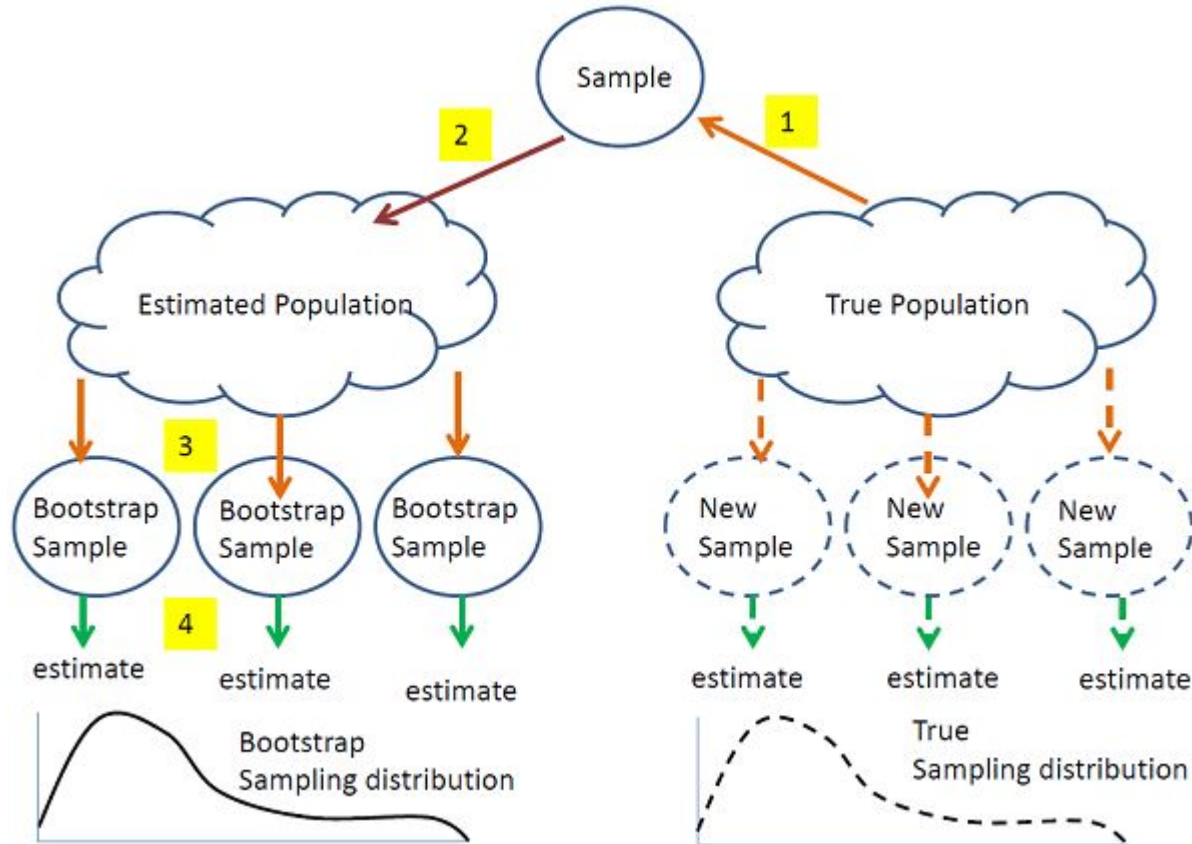 Sample
2
1
Estimated Population
True Population
3
Bootstrap
Sample
Bootstrap
Sample
Bootstrap
Sample
New
Sample
New
Sample
New
Sample
4
estimate
estimate
estimate
estimate
estimate
estimate
Bootstrap
Sampling distribution
True
Sampling distribution